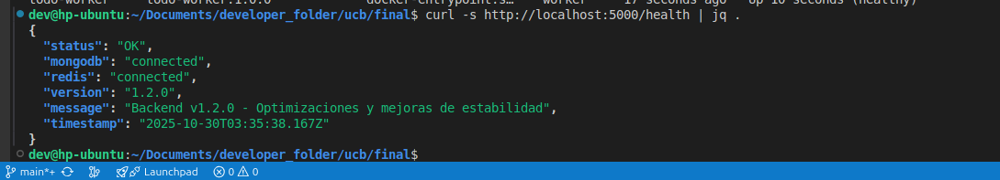 dev@hp-ubuntu:~/Documents/developer_folder/ucb/final$ curl -s http://localhost:5000/health | jq .
{
  "status": "OK",
  "mongodb": "connected",
  "redis": "connected",
  "version": "1.2.0",
  "message": "Backend v1.2.0 - Optimizaciones y mejoras de estabilidad",
  "timestamp": "2025-10-30T03:35:38.167Z"
}
dev@hp-ubuntu:~/Documents/developer_folder/ucb/final$
main*+ Launchpad 0 0